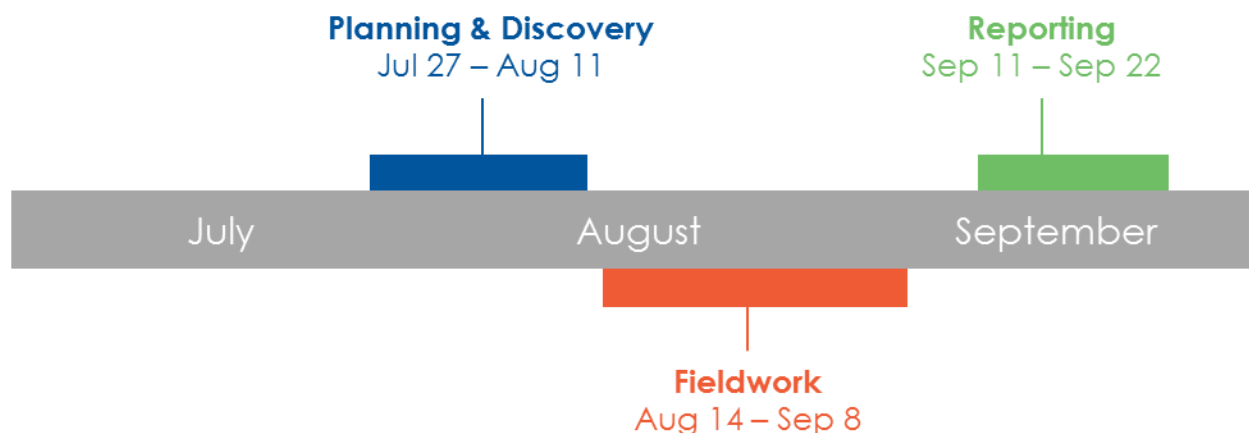 Planning & Discovery
Jul 27 – Aug 11
Reporting
Sep 11 – Sep 22
July
August
September
Fieldwork
Aug 14 – Sep 8